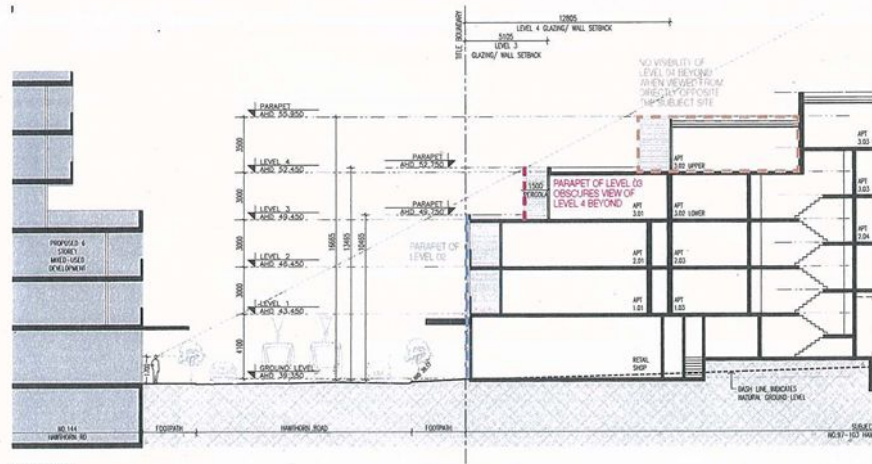 12805
LEVEL 4 GLAZING/ WALL SETBACK
5105
LEVEL 3
GLAZING/ WALL SETBACK
TITLE BOUNDARY
NO VISIBILITY OF
LEVEL 04 BEYOND
WHEN VIEWED FROM
DIRECTLY OPPOSITE
THE SUBJECT SITE
PARAPET
AHD 55,950
3500
LEVEL 4
AHD 52,450
3000
LEVEL 3
AHD 49,450
3000
LEVEL 2
AHD 46,450
3000
LEVEL 1
AHD 43,450
4100
GROUND LEVEL
AHD 39,350
16665
13465
10465
PARAPET
AHD 52,750
PARAPET
AHD 49,750
PARAPET OF
LEVEL 02
1500
PERGOLA
PARAPET OF LEVEL 03
OBSCURES VIEW OF
LEVEL 4 BEYOND
APT
3.02 UPPER
APT
3.03
APT
3.01
APT
3.02 LOWER
APT
3.03
APT
2.01
APT
2.03
APT
2.04
APT
1.01
APT
1.03
RETAIL
SHOP
DASH LINE INDICATES
NATURAL GROUND LEVEL
PROPOSED 6
STOREY
MIXED-USED
DEVELOPMENT
1700
NO.144
HAWTHORN RD
FOOTPATH
HAWTHORN ROAD
FOOTPATH
SUBJEC
NO.97-103 HAW